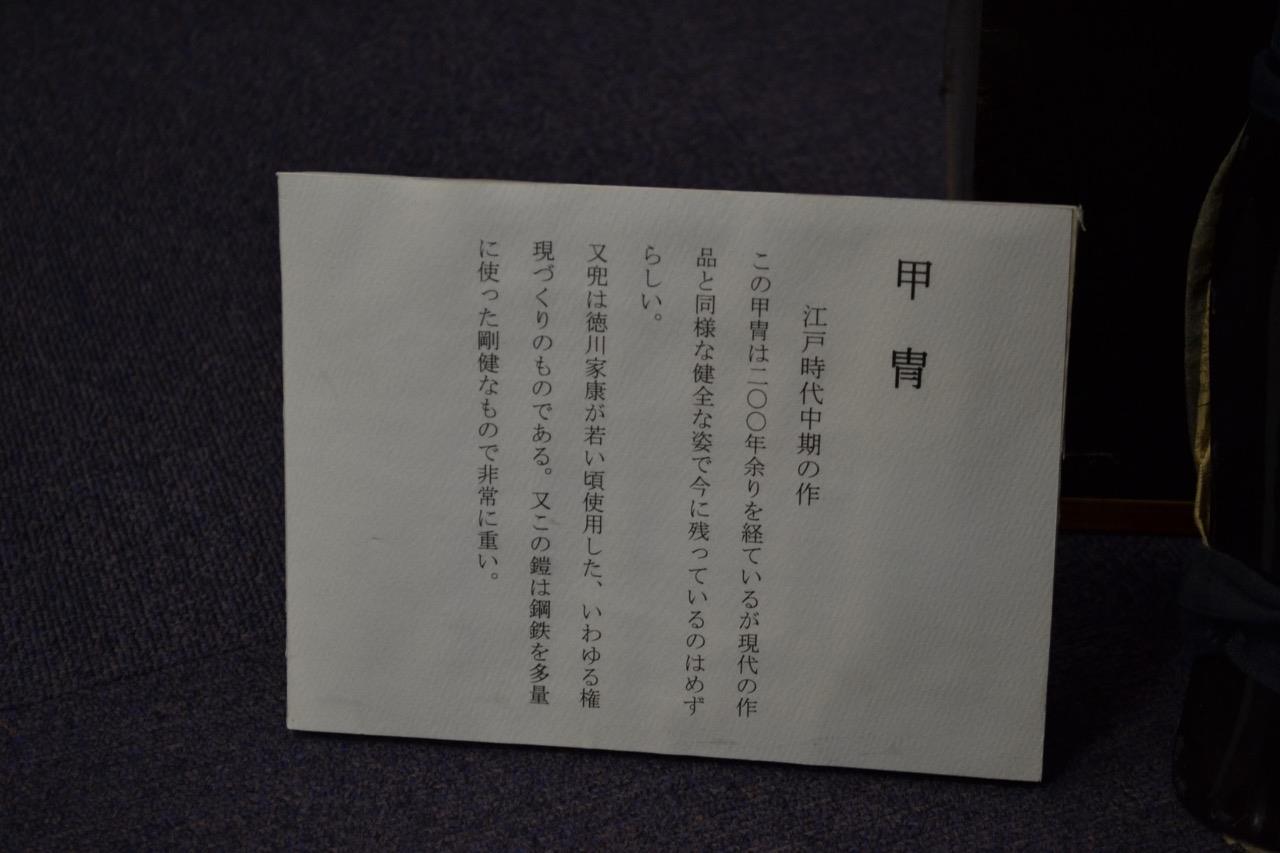 甲冑
江戸時代中期の作
この甲冑は二〇〇年余りを経ているが現代の作
品と同様な健全な姿で今に残っているのはめず
らしい。
又兜は徳川家康が若い頃使用した、いわゆる権
現づくりのものである。又この鎧は鋼鉄を多量
に使った剛健なもので非常に重い。